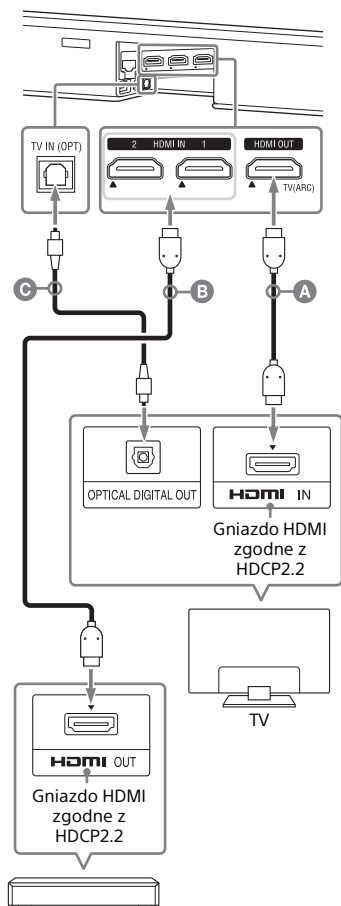 TV IN (OPT)
2 HDMI IN 1
HDMI OUT
TV(ARC)
C
B
A
OPTICAL DIGITAL OUT
HDMI IN
Gniazdo HDMI
zgodne z
HDCP2.2
TV
HDMI OUT
Gniazdo HDMI
zgodne z
HDCP2.2